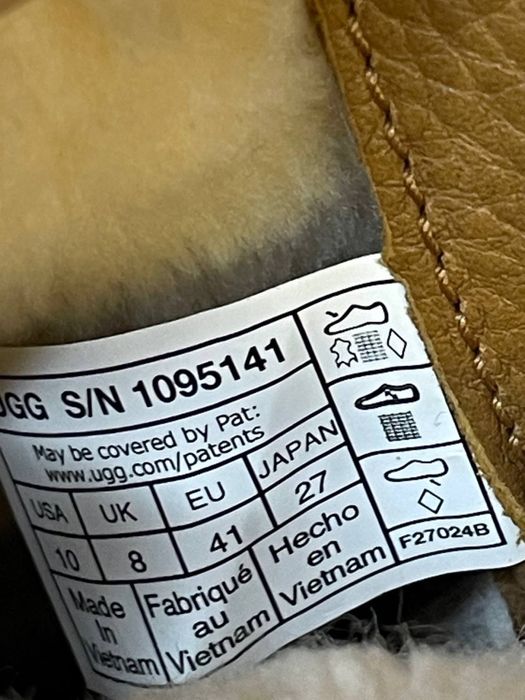 UGG S/N 1095141
May be covered by Pat:
www.ugg.com/patents
USA UK EU JAPAN
10 8 41 27
Made In Vietnam
Fabriqué au Vietnam
Hecho en Vietnam
F27024B